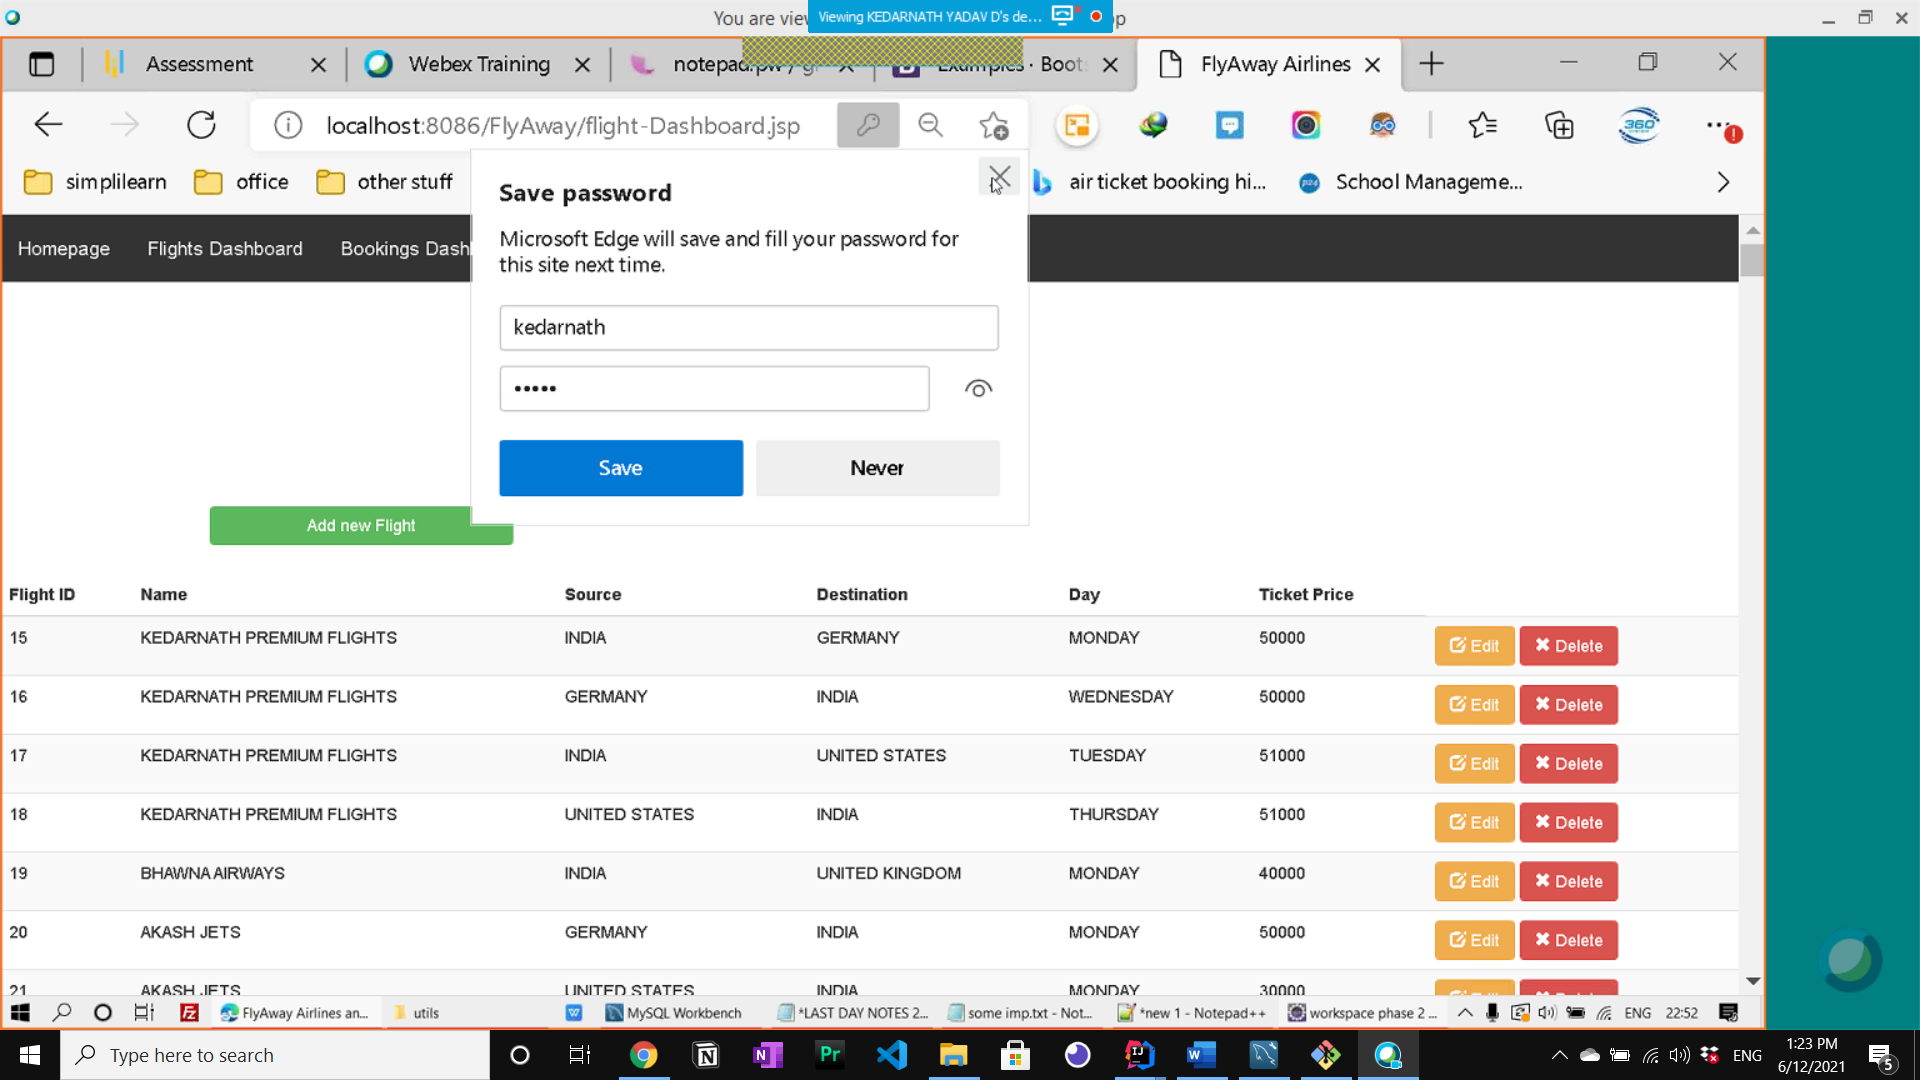 You are vie
Viewing KEDARNATH YADAV D's de...
p
Assessment
Webex Training
notepad.pw / g
Examples · Boots
FlyAway Airlines
localhost:8086/FlyAway/flight-Dashboard.jsp
simplilearn
office
other stuff
air ticket booking hi...
School Manageme...
Homepage
Flights Dashboard
Bookings Dash
Save password
Microsoft Edge will save and fill your password for
this site next time.
kedarnath
•••••
Save
Never
Add new Flight
Flight ID Name Source Destination Day Ticket Price
15 KEDARNATH PREMIUM FLIGHTS INDIA GERMANY MONDAY 50000 Edit Delete
16 KEDARNATH PREMIUM FLIGHTS GERMANY INDIA WEDNESDAY 50000 Edit Delete
17 KEDARNATH PREMIUM FLIGHTS INDIA UNITED STATES TUESDAY 51000 Edit Delete
18 KEDARNATH PREMIUM FLIGHTS UNITED STATES INDIA THURSDAY 51000 Edit Delete
19 BHAWNA AIRWAYS INDIA UNITED KINGDOM MONDAY 40000 Edit Delete
20 AKASH JETS GERMANY INDIA MONDAY 50000 Edit Delete
21 AKASH JETS UNITED STATES INDIA MONDAY 30000
FlyAway Airlines an...
utils
MySQL Workbench
*LAST DAY NOTES 2...
some imp.txt - Not...
*new 1 - Notepad++
workspace phase 2 ...
ENG
22:52
Type here to search
ENG
1:23 PM
6/12/2021
5